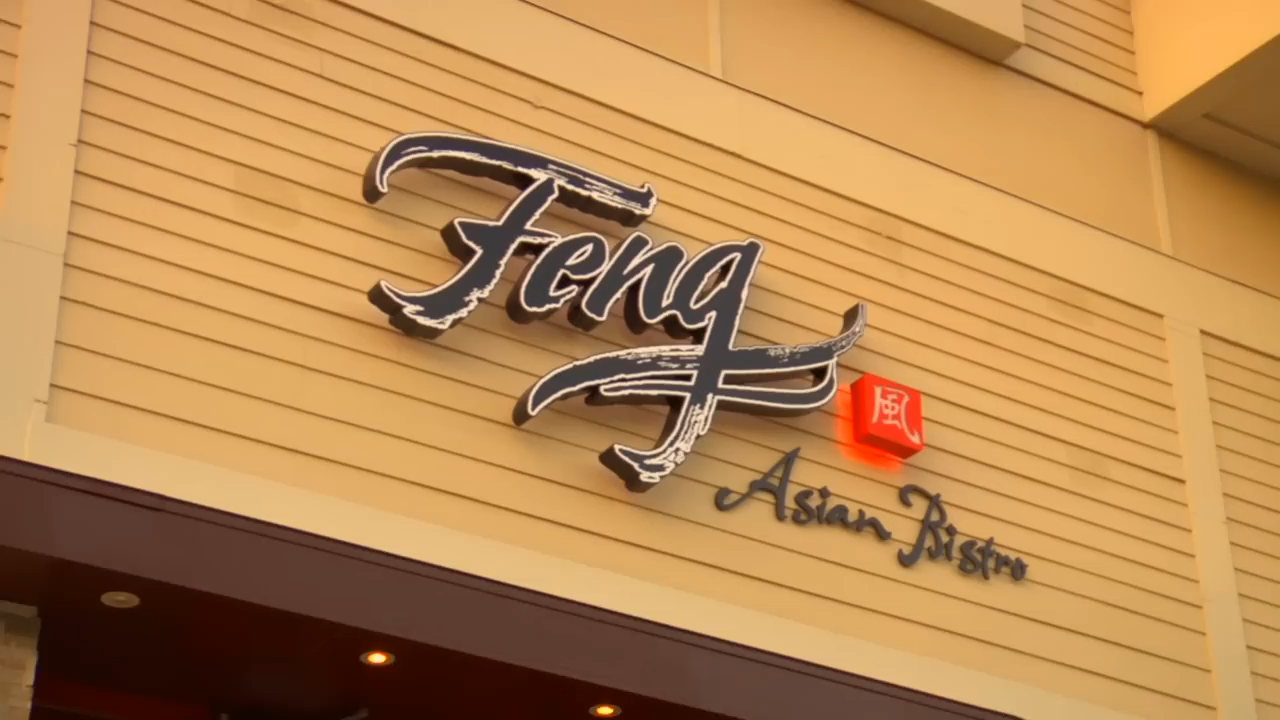 Feng
風
Asian Bistro